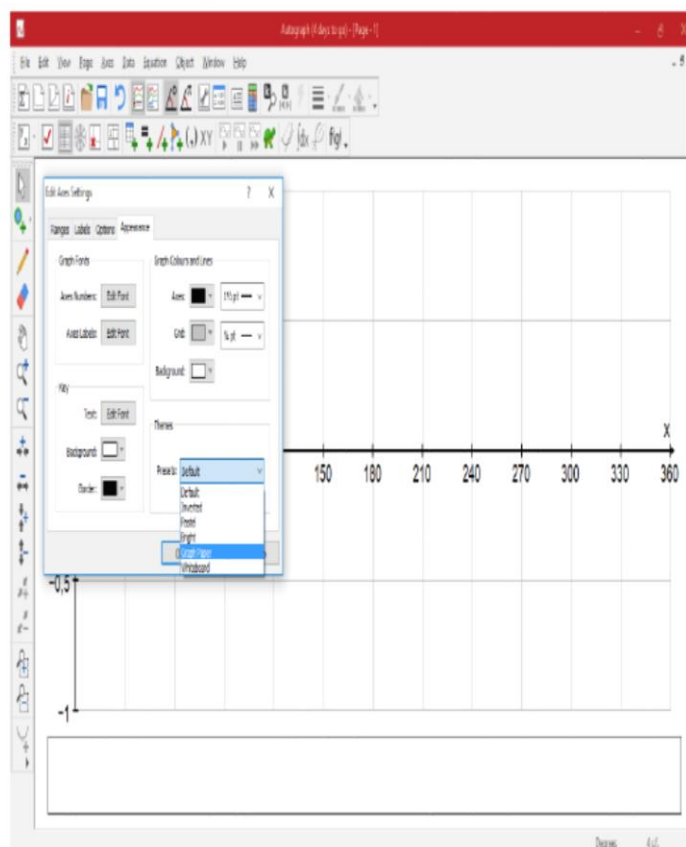 Autograph (4 days to go) - [Page - 1]
File Edit View Page Axes Data Equation Object Window Help
Edit Axes Settings ? X
Ranges Labels Options Appearance
Graph Fonts
Axes Numbers: Edit Font
Axes Labels: Edit Font
Graph Colours and Lines
Axes:
Grid:
Background:
Key
Text: Edit Font
Background:
Border:
Themes
Presets: Default
Default
Inverted
Pastel
Bright
Graph Paper
Whiteboard
x
150 180 210 240 270 300 330 360
−0,5
−1
Degrees